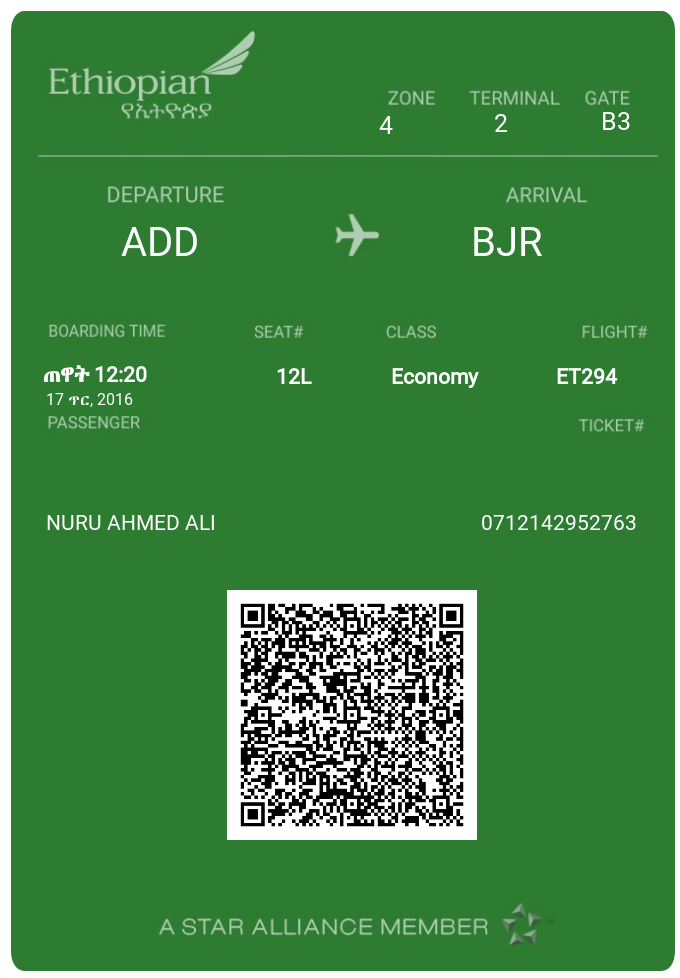 Ethiopian
የኢትዮጵያ
ZONE TERMINAL GATE
4 2 B3
DEPARTURE ARRIVAL
ADD BJR
BOARDING TIME SEAT# CLASS FLIGHT#
ጠዋት 12:20 12L Economy ET294
17 ጥር, 2016
PASSENGER TICKET#
NURU AHMED ALI 0712142952763
A STAR ALLIANCE MEMBER TM